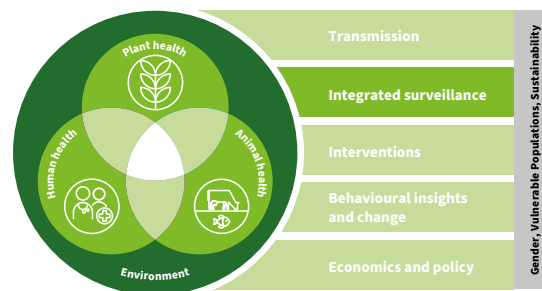 Plant health
Human health
Animal health
Environment
Transmission
Integrated surveillance
Interventions
Behavioural insights
and change
Economics and policy
Gender, Vulnerable Populations, Sustainability